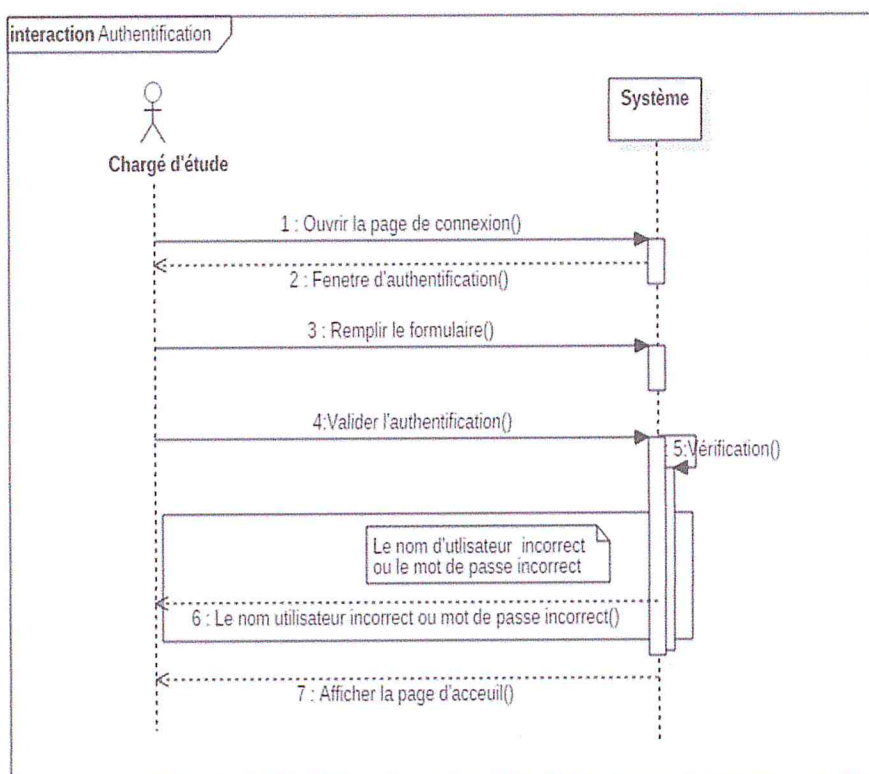 interaction Authentification
Système
Chargé d'étude
1 : Ouvrir la page de connexion()
2 : Fenetre d'authentification()
3 : Remplir le formulaire()
4:Valider l'authentification()
5:Vérification()
Le nom d'utlisateur incorrect
ou le mot de passe incorrect
6 : Le nom utilisateur incorrect ou mot de passe incorrect()
7 : Afficher la page d'acceuil()